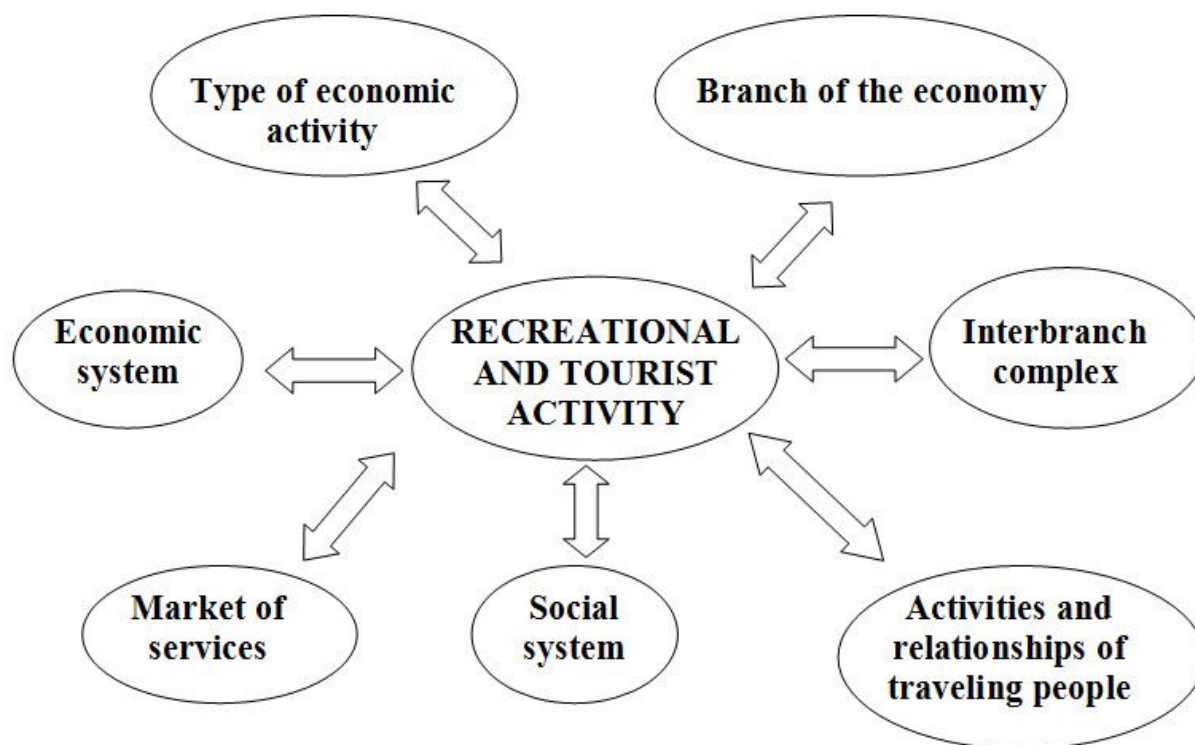 Type of economic
activity
Branch of the economy
Economic
system
RECREATIONAL
AND TOURIST
ACTIVITY
Interbranch
complex
Market of
services
Social
system
Activities and
relationships of
traveling people